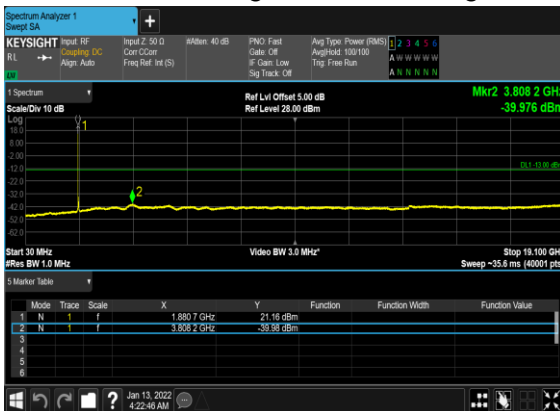 Spectrum Analyzer 1
Swept SA
+
KEYSIGHT Input: RF Input Z: 50 Ω #Atten: 40 dB PNO: Fast Avg Type: Power (RMS) 1 2 3 4 5 6
RL Coupling: DC Corr CCorr Gate: Off Avg|Hold: 100/100 A W W W W W
Align: Auto Freq Ref: Int (S) IF Gain: Low Trig: Free Run
LV Sig Track: Off A N N N N N
1 Spectrum Ref Lvl Offset 5.00 dB Mkr2 3.808 2 GHz
Scale/Div 10 dB Ref Level 28.00 dBm -39.976 dBm
Log
18.0 1
8.00
-2.00
-12.0 DL1 -13.00 dBm
-22.0
-32.0 2
-42.0
-52.0
-62.0
Start 30 MHz Video BW 3.0 MHz* Stop 19.100 GHz
#Res BW 1.0 MHz Sweep ~35.6 ms (40001 pts
5 Marker Table
Mode Trace Scale X Y Function Function Width Function Value
1 N 1 f 1.880 7 GHz 21.16 dBm
2 N 1 f 3.808 2 GHz -39.98 dBm
3
4
5
6
? Jan 13, 2022
4:22:46 AM